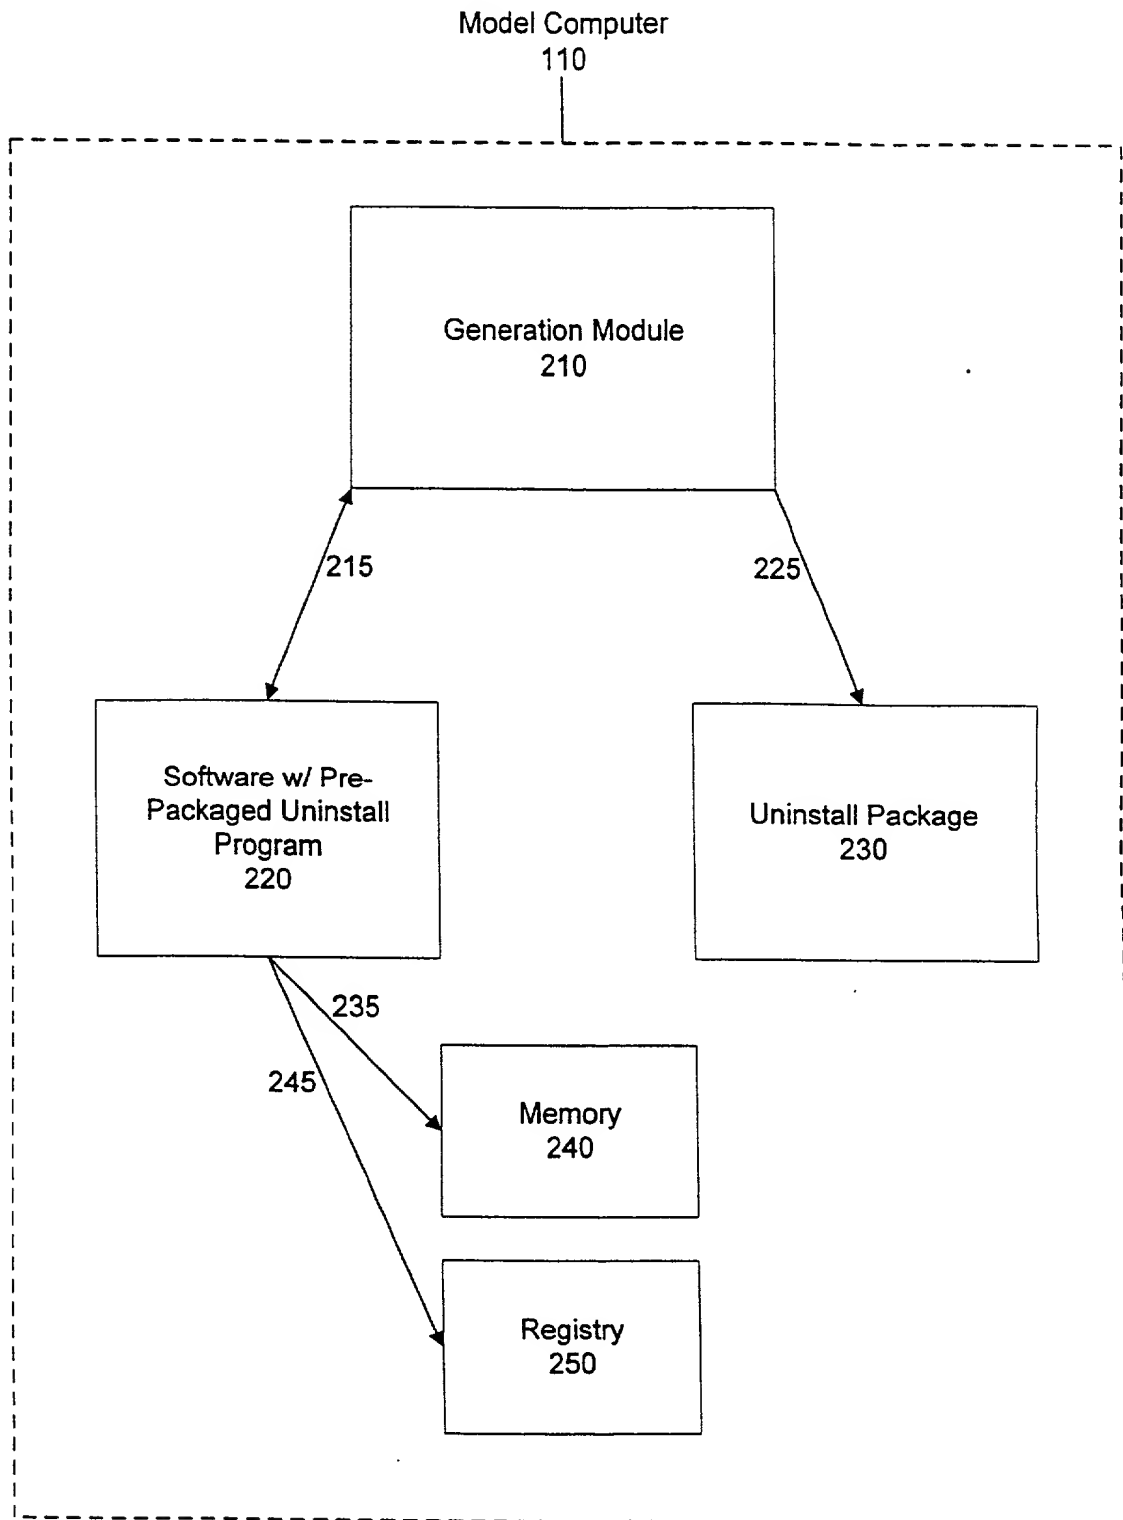 Model Computer
110
Generation Module
210
215
225
Software w/ Pre-
Packaged Uninstall
Program
220
Uninstall Package
230
235
245
Memory
240
Registry
250